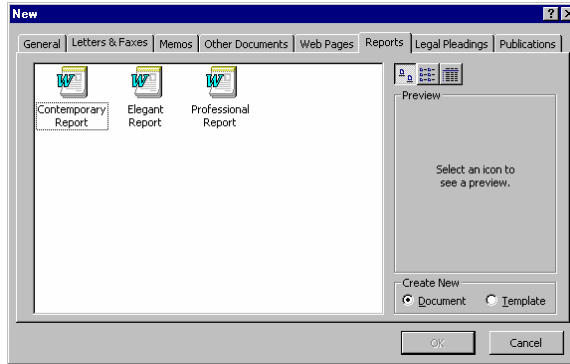 New
General Letters & Faxes Memos Other Documents Web Pages Reports Legal Pleadings Publications
Contemporary Report
Elegant Report
Professional Report
Preview
Select an icon to
see a preview.
Create New
Document Template
OK Cancel